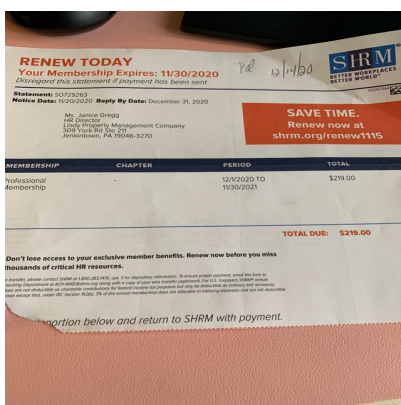 RENEW TODAY
Your Membership Expires: 11/30/2020
Disregard this statement if payment has been sent
Pd 12/14/20
SHRM
BETTER WORKPLACES
BETTER WORLD™
Statement: S0729263
Notice Date: 11/20/2020 Reply By Date: December 31, 2020
Ms. Janice Gregg
HR Director
Lindy Property Management Company
309 York Rd Ste 211
Jenkintown, PA 19046-3270
SAVE TIME.
Renew now at
shrm.org/renew1115
MEMBERSHIP CHAPTER PERIOD TOTAL
Professional Membership
-
12/1/2020 TO
11/30/2021
$219.00
TOTAL DUE: $219.00
Don't lose access to your exclusive member benefits. Renew now before you miss
thousands of critical HR resources.
portion below and return to SHRM with payment.